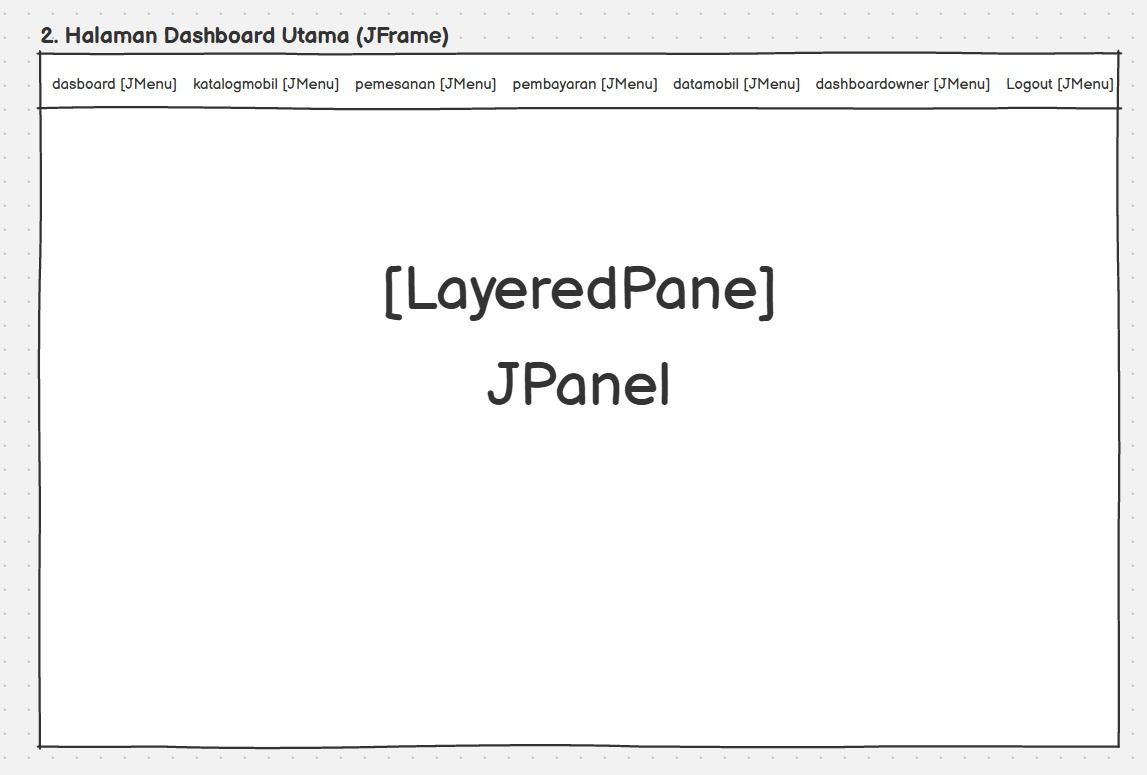 2. Halaman Dashboard Utama (JFrame)
dasboard [JMenu] katalogmobil [JMenu] pemesanan [JMenu] pembayaran [JMenu] datamobil [JMenu] dashboardowner [JMenu] Logout [JMenu]
[LayeredPane]
JPanel